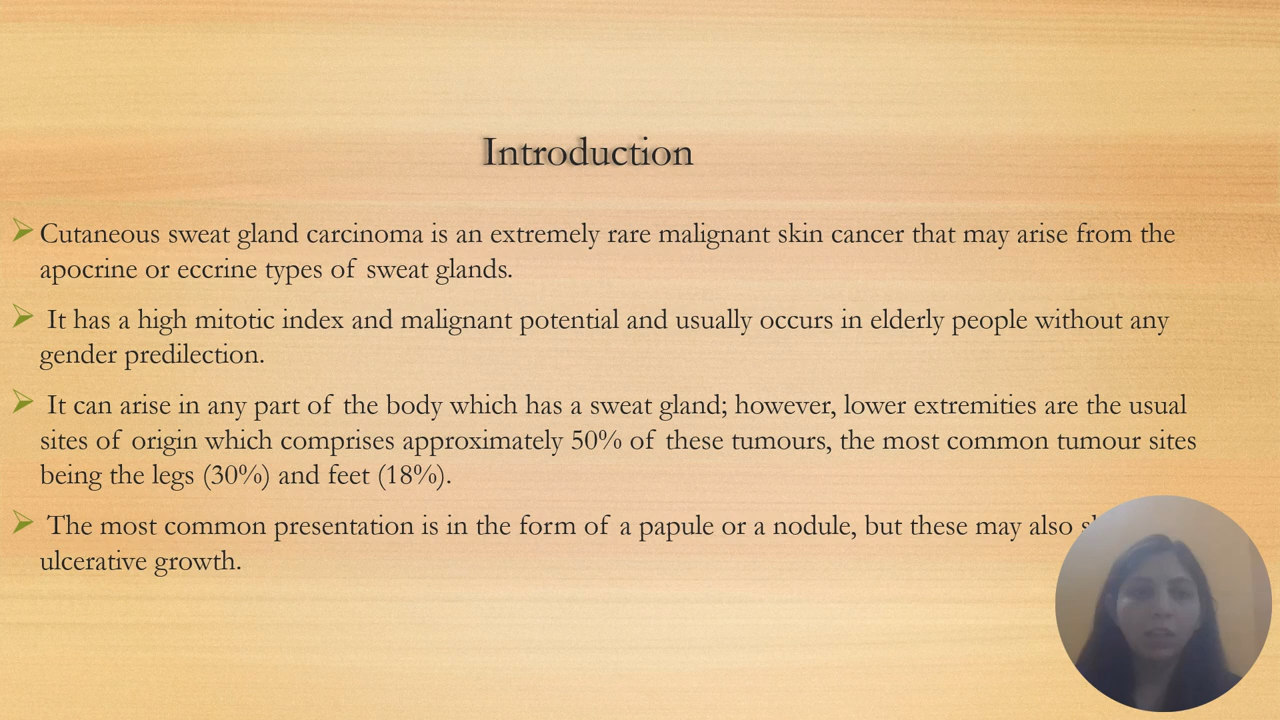 Introduction
Cutaneous sweat gland carcinoma is an extremely rare malignant skin cancer that may arise from the
apocrine or eccrine types of sweat glands.
It has a high mitotic index and malignant potential and usually occurs in elderly people without any
gender predilection.
It can arise in any part of the body which has a sweat gland; however, lower extremities are the usual
sites of origin which comprises approximately 50% of these tumours, the most common tumour sites
being the legs (30%) and feet (18%).
The most common presentation is in the form of a papule or a nodule, but these may also
ulcerative growth.